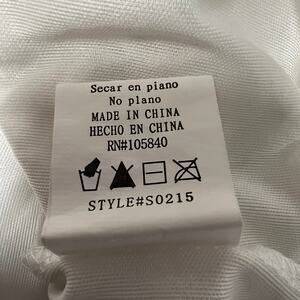 Secar en piano
No plano
MADE IN CHINA
HECHO EN CHINA
RN#105840
STYLE#S0215